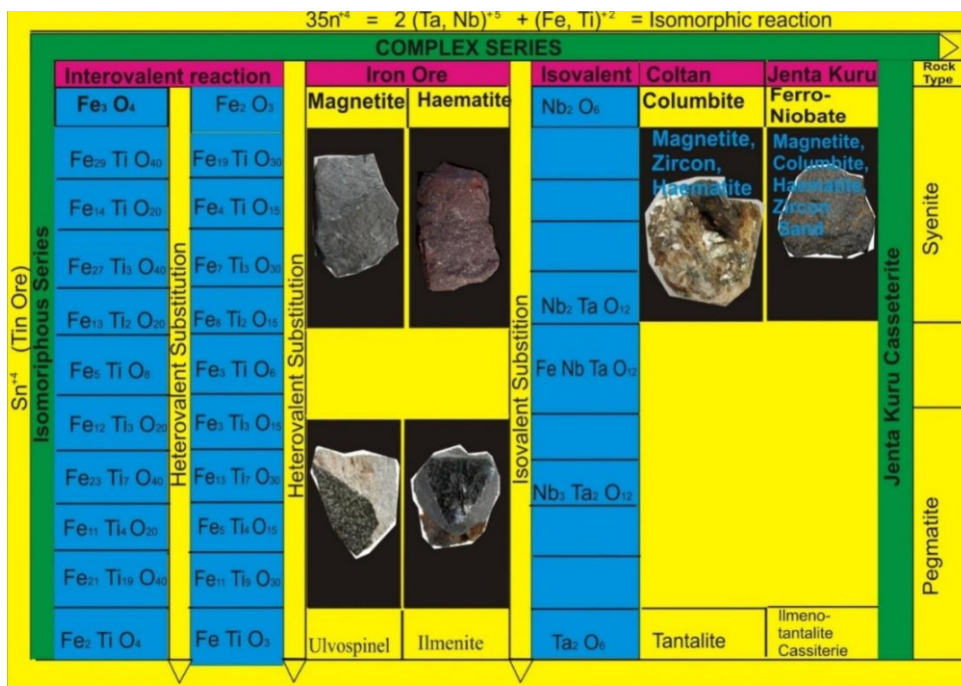 35n⁺⁴ = 2 (Ta, Nb)⁺⁵ + (Fe, Ti)⁺² = Isomorphic reaction
COMPLEX SERIES
Interovalent reaction
Iron Ore
Isovalent
Coltan
Jenta Kuru
Rock
Type
Fe₃ O₄
Fe₂ O₃
Magnetite
Haematite
Nb₂ O₆
Columbite
Ferro-
Niobate
Fe₂₉ Ti O₄₀
Fe₁₉ Ti O₃₀
Magnetite,
Zircon,
Haematite
Magnetite,
Columbite,
Haematite,
Zircon
Sand
Fe₁₄ Ti O₂₀
Fe₄ Ti O₁₅
Fe₂₇ Ti₃ O₄₀
Fe₇ Ti₃ O₃₀
Fe₁₃ Ti₂ O₂₀
Fe₈ Ti₂ O₁₅
Nb₂ Ta O₁₂
Fe₅ Ti O₈
Fe₃ Ti O₆
Fe Nb Ta O₁₂
Fe₁₂ Ti₃ O₂₀
Fe₃ Ti₃ O₁₅
Fe₂₃ Ti₇ O₄₀
Fe₁₃ Ti₇ O₃₀
Nb₃ Ta₂ O₁₂
Fe₁₁ Ti₄ O₂₀
Fe₅ Ti₄ O₁₅
Fe₂₁ Ti₁₉ O₄₀
Fe₁₁ Ti₉ O₃₀
Fe₂ Ti O₄
Fe Ti O₃
Ulvospinel
Ilmenite
Ta₂ O₆
Tantalite
Ilmeno-
tantalite
Cassiterie
Sn⁺⁴ (Tin Ore)
Isomoriphous Series
Heterovalent Substitution
Heterovalent Substitution
Isovalent Substition
Jenta Kuru Casseterite
Syenite
Pegmatite